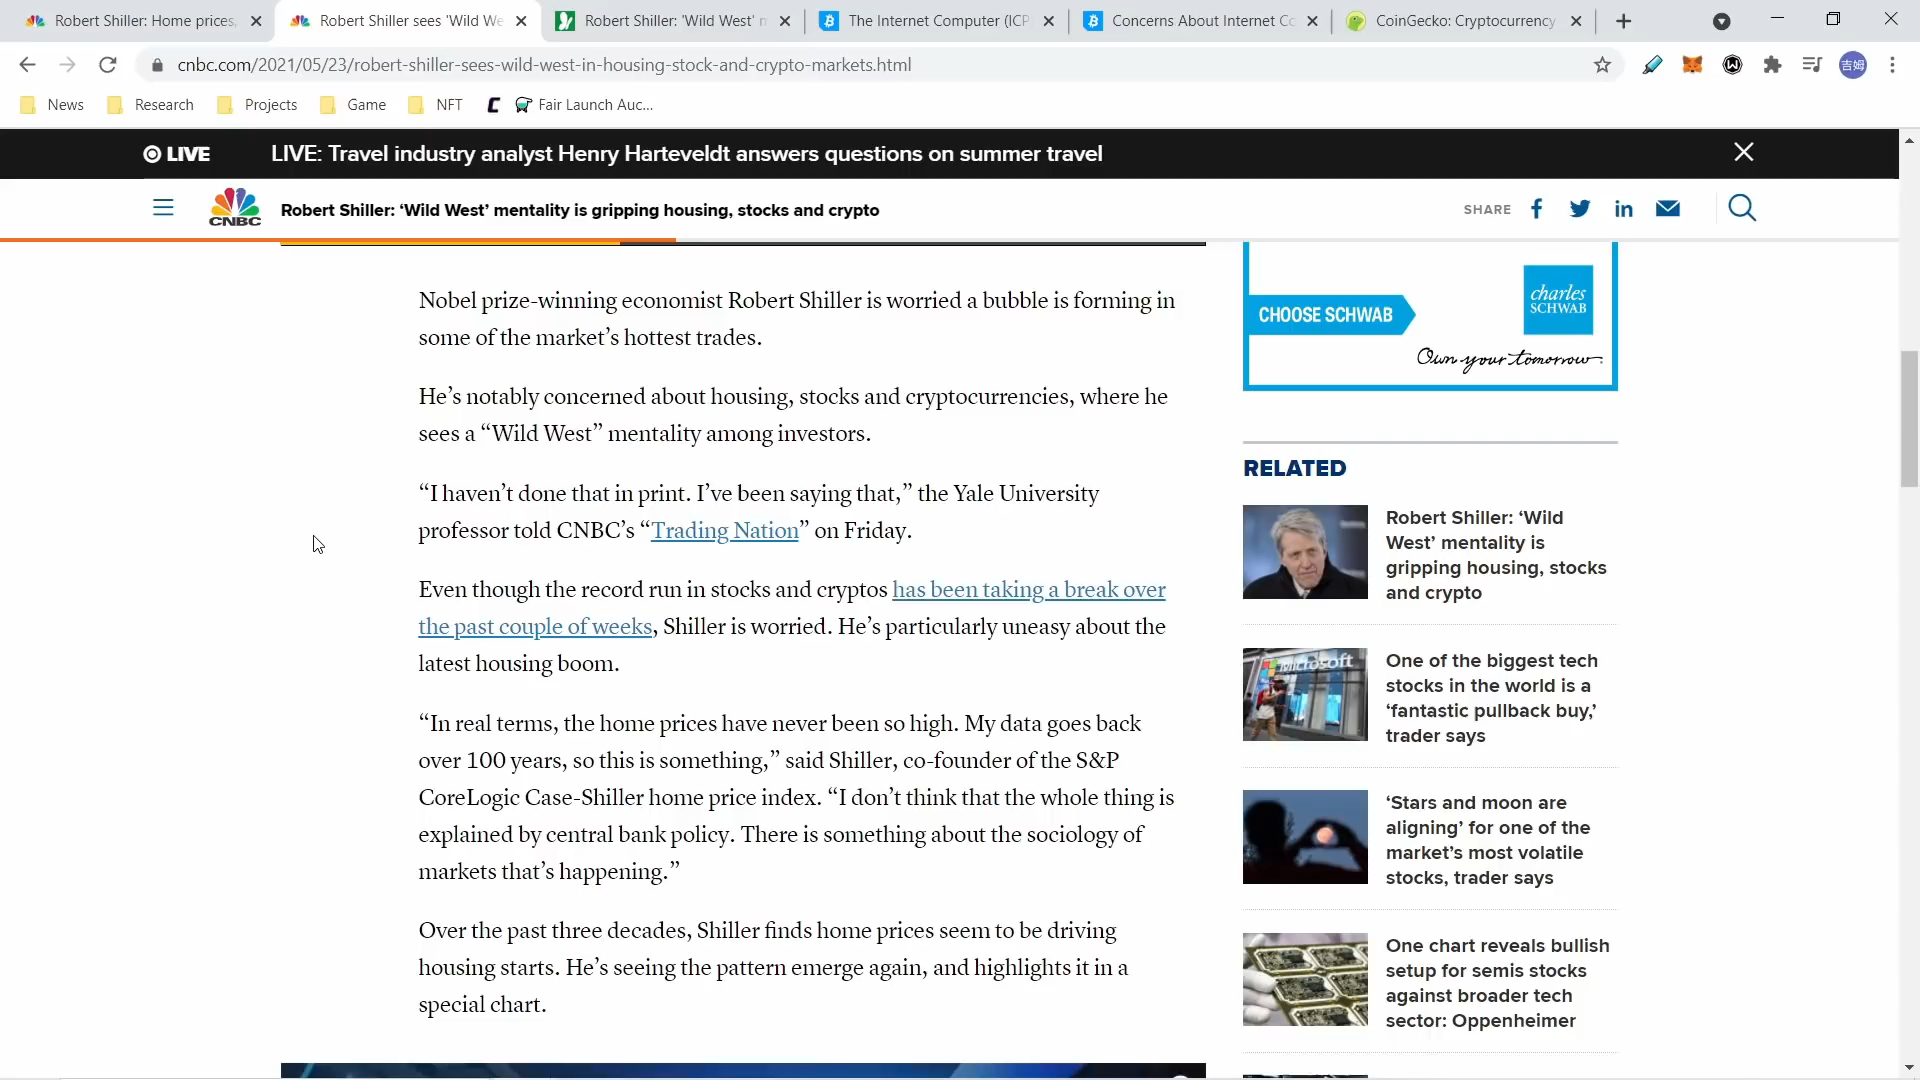 Robert Shiller: Home prices,
Robert Shiller sees 'Wild We
Robert Shiller: 'Wild West' m
The Internet Computer (ICP
Concerns About Internet Co
CoinGecko: Cryptocurrency
cnbc.com/2021/05/23/robert-shiller-sees-wild-west-in-housing-stock-and-crypto-markets.html
吉姆
News
Research
Projects
Game
NFT
Fair Launch Auc...
LIVE
LIVE: Travel industry analyst Henry Harteveldt answers questions on summer travel
CNBC
Robert Shiller: ‘Wild West’ mentality is gripping housing, stocks and crypto
SHARE
Nobel prize-winning economist Robert Shiller is worried a bubble is forming in
some of the market’s hottest trades.
He’s notably concerned about housing, stocks and cryptocurrencies, where he
sees a “Wild West” mentality among investors.
“I haven’t done that in print. I’ve been saying that,” the Yale University
professor told CNBC’s “Trading Nation” on Friday.
Even though the record run in stocks and cryptos has been taking a break over
the past couple of weeks, Shiller is worried. He’s particularly uneasy about the
latest housing boom.
“In real terms, the home prices have never been so high. My data goes back
over 100 years, so this is something,” said Shiller, co-founder of the S&P
CoreLogic Case-Shiller home price index. “I don’t think that the whole thing is
explained by central bank policy. There is something about the sociology of
markets that’s happening.”
Over the past three decades, Shiller finds home prices seem to be driving
housing starts. He’s seeing the pattern emerge again, and highlights it in a
special chart.
CHOOSE SCHWAB
charles
SCHWAB
Own your tomorrow.
RELATED
Robert Shiller: ‘Wild
West’ mentality is
gripping housing, stocks
and crypto
Microsoft
One of the biggest tech
stocks in the world is a
‘fantastic pullback buy,’
trader says
‘Stars and moon are
aligning’ for one of the
market’s most volatile
stocks, trader says
One chart reveals bullish
setup for semis stocks
against broader tech
sector: Oppenheimer